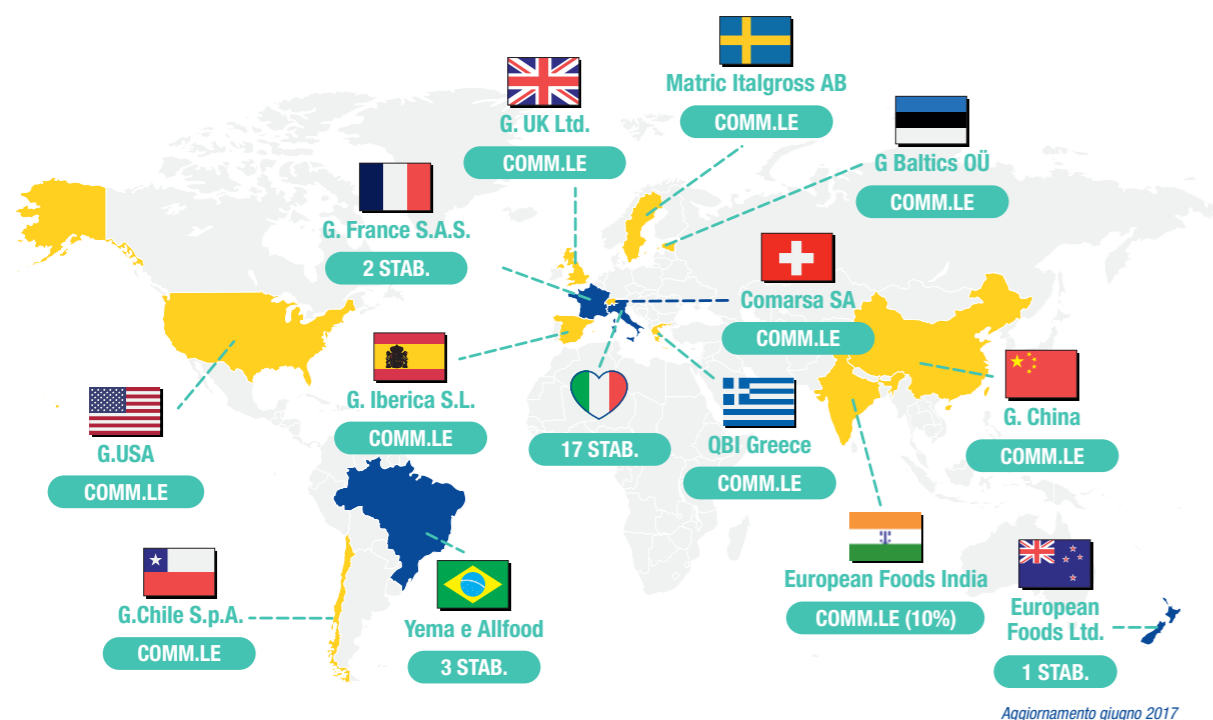 Matric Italgross AB
COMM.LE
G. UK Ltd.
COMM.LE
G Baltics OÜ
COMM.LE
G. France S.A.S.
2 STAB.
Comarsa SA
COMM.LE
G. Iberica S.L.
COMM.LE
17 STAB.
QBI Greece
COMM.LE
G. China
COMM.LE
G.USA
COMM.LE
European Foods India
COMM.LE (10%)
European
Foods Ltd.
1 STAB.
G.Chile S.p.A.
COMM.LE
Yema e Allfood
3 STAB.
Aggiornamento giugno 2017